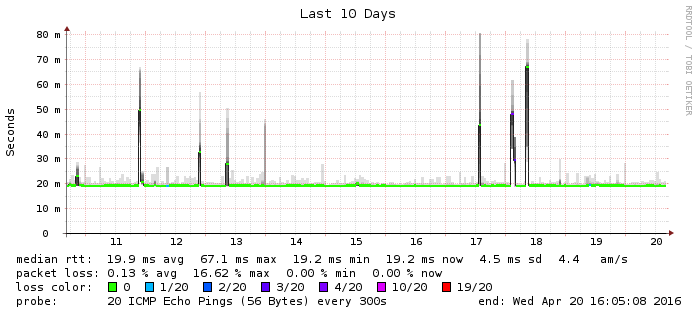 Last 10 Days
RRDTOOL / TOBI OETIKER
Seconds
80 m
70 m
60 m
50 m
40 m
30 m
20 m
10 m
0
11 12 13 14 15 16 17 18 19 20
median rtt: 19.9 ms avg 67.1 ms max 19.2 ms min 19.2 ms now 4.5 ms sd 4.4 am/s
packet loss: 0.13 % avg 16.62 % max 0.00 % min 0.00 % now
loss color: 0 1/20 2/20 3/20 4/20 10/20 19/20
probe: 20 ICMP Echo Pings (56 Bytes) every 300s end: Wed Apr 20 16:05:08 2016